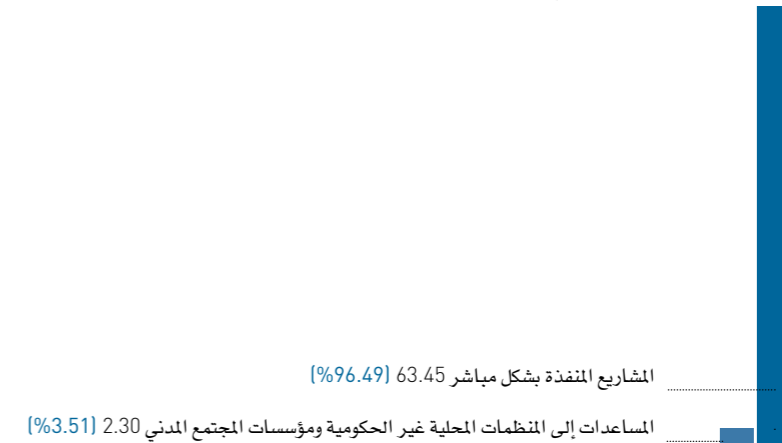 المشاريع المنفذة بشكل مباشر 63.45 (%96.49)
المساعدات إلى المنظمات المحلية غير الحكومية ومؤسسات المجتمع المدني 2.30 (%3.51)